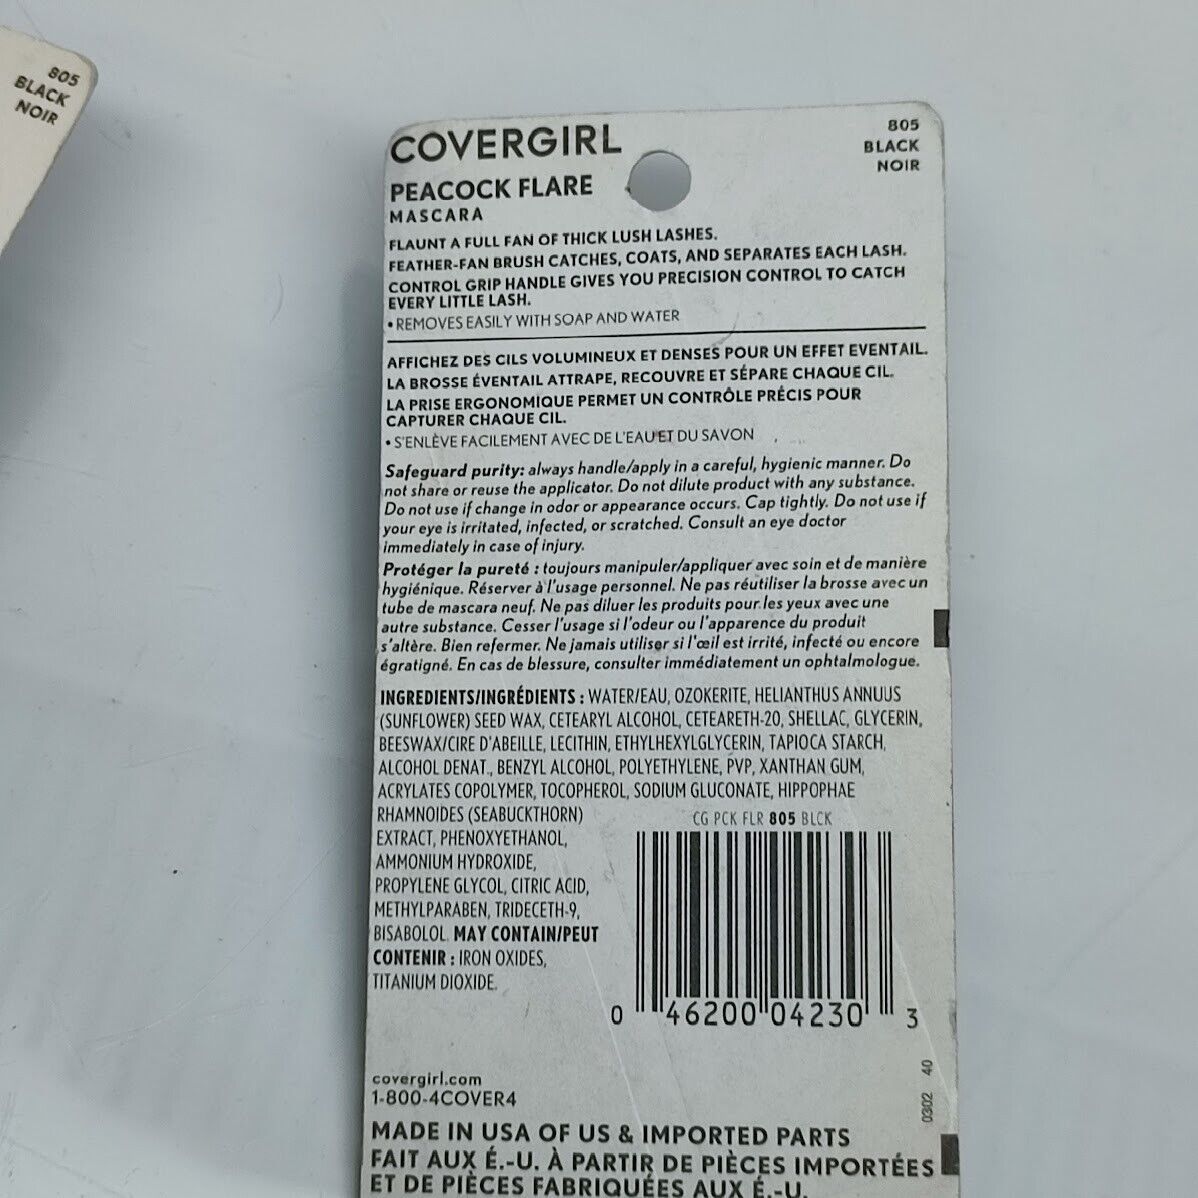 805
BLACK
NOIR
COVERGIRL
805
BLACK
NOIR
PEACOCK FLARE
MASCARA
FLAUNT A FULL FAN OF THICK LUSH LASHES.
FEATHER-FAN BRUSH CATCHES, COATS, AND SEPARATES EACH LASH.
CONTROL GRIP HANDLE GIVES YOU PRECISION CONTROL TO CATCH
EVERY LITTLE LASH.
• REMOVES EASILY WITH SOAP AND WATER
AFFICHEZ DES CILS VOLUMINEUX ET DENSES POUR UN EFFET EVENTAIL.
LA BROSSE ÉVENTAIL ATTRAPE, RECOUVRE ET SÉPARE CHAQUE CIL.
LA PRISE ERGONOMIQUE PERMET UN CONTRÔLE PRÉCIS POUR
CAPTURER CHAQUE CIL.
• S'ENLÈVE FACILEMENT AVEC DE L'EAU ET DU SAVON
Safeguard purity: always handle/apply in a careful, hygienic manner. Do
not share or reuse the applicator. Do not dilute product with any substance.
Do not use if change in odor or appearance occurs. Cap tightly. Do not use if
your eye is irritated, infected, or scratched. Consult an eye doctor
immediately in case of injury.
Protéger la pureté : toujours manipuler/appliquer avec soin et de manière
hygiénique. Réserver à l'usage personnel. Ne pas réutiliser la brosse avec un
tube de mascara neuf. Ne pas diluer les produits pour les yeux avec une
autre substance. Cesser l'usage si l'odeur ou l'apparence du produit
s'altère. Bien refermer. Ne jamais utiliser si l'œil est irrité, infecté ou encore
égratigné. En cas de blessure, consulter immédiatement un ophtalmologue.
INGREDIENTS/INGRÉDIENTS : WATER/EAU, OZOKERITE, HELIANTHUS ANNUUS
(SUNFLOWER) SEED WAX, CETEARYL ALCOHOL, CETEARETH-20, SHELLAC, GLYCERIN,
BEESWAX/CIRE D'ABEILLE, LECITHIN, ETHYLHEXYLGLYCERIN, TAPIOCA STARCH,
ALCOHOL DENAT., BENZYL ALCOHOL, POLYETHYLENE, PVP, XANTHAN GUM,
ACRYLATES COPOLYMER, TOCOPHEROL, SODIUM GLUCONATE, HIPPOPHAE
RHAMNOIDES (SEABUCKTHORN)
EXTRACT, PHENOXYETHANOL,
AMMONIUM HYDROXIDE,
PROPYLENE GLYCOL, CITRIC ACID,
METHYLPARABEN, TRIDECETH-9,
BISABOLOL. MAY CONTAIN/PEUT
CONTENIR : IRON OXIDES,
TITANIUM DIOXIDE.
CG PCK FLR 805 BLCK
0 46200 04230 3
covergirl.com
1-800-4COVER4
0302 40
MADE IN USA OF US & IMPORTED PARTS
FAIT AUX É.-U. À PARTIR DE PIÈCES IMPORTÉES
ET DE PIÈCES FABRIQUÉES AUX É.-U.